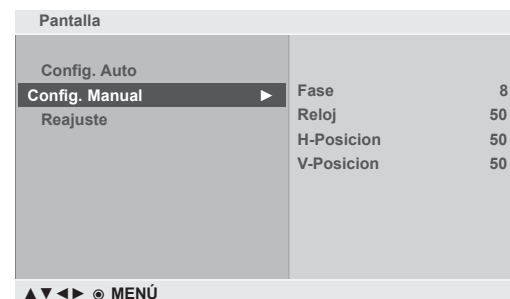 Pantalla
Config. Auto
Config. Manual ►
Reajuste
Fase 8
Reloj 50
H-Posicion 50
V-Posicion 50
▲▼◄► ◉ MENÚ